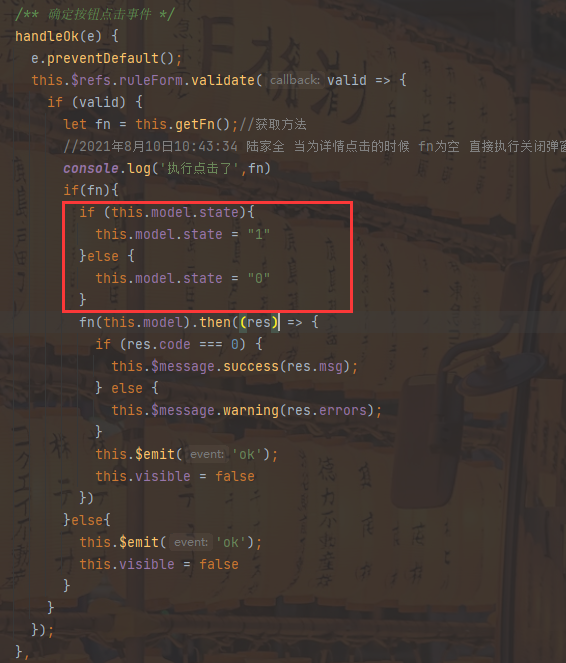 /** 确定按钮点击事件 */
handleOk(e) {
e.preventDefault();
this.$refs.ruleForm.validate( callback: valid => {
if (valid) {
let fn = this.getFn();//获取方法
//2021年8月10日10:43:34 陆家全 当为详情点击的时候 fn为空 直接执行关闭弹窗
console.log('执行点击了',fn)
if(fn){
if (this.model.state){
this.model.state = "1"
}else {
this.model.state = "0"
}
fn(this.model).then((res) => {
if (res.code === 0) {
this.$message.success(res.msg);
} else {
this.$message.warning(res.errors);
}
this.$emit( event: 'ok');
this.visible = false
})
}else{
this.$emit( event: 'ok');
this.visible = false
}
}
});
},